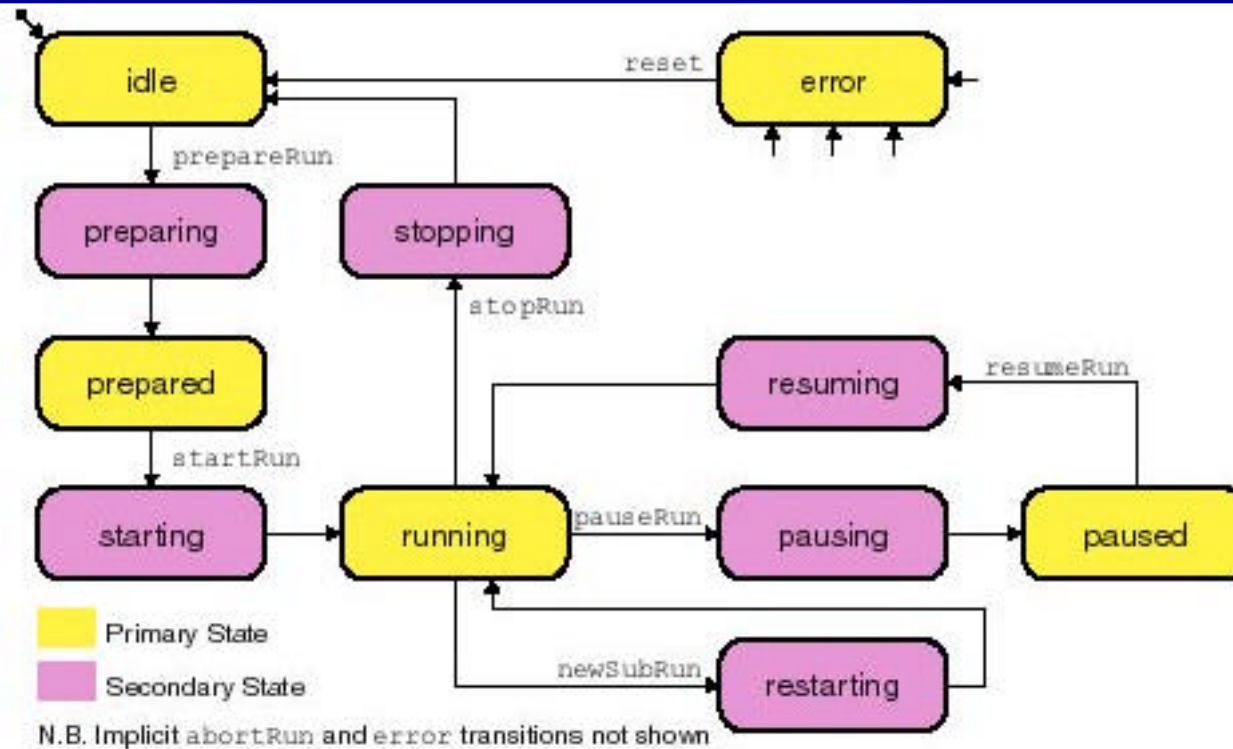 idle
reset
error
prepareRun
preparing
stopping
stopRun
prepared
resuming
resumeRun
startRun
starting
running
pauseRun
pausing
paused
Primary State
newSubRun
restarting
Secondary State
N.B. Implicit abortRun and error transitions not shown